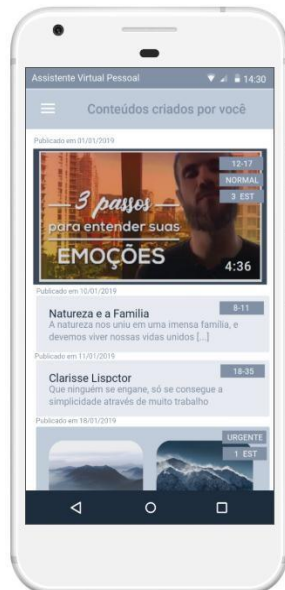 Assistente Virtual Pessoal 14:30
Conteúdos criados por você
Publicado em 01/01/2019
12-17
NORMAL
3 EST
3 passos
para entender suas
EMOÇÕES
4:36
Publicado em 10/01/2019
8-11
Natureza e a Familia
A natureza nos uniu em uma imensa família, e
devemos viver nossas vidas unidos [...]
Publicado em 11/01/2019
18-35
Clarisse Lispctor
Que ninguém se engane, só se consegue a
simplicidade através de muito trabalho
Publicado em 18/01/2019
URGENTE
1 EST